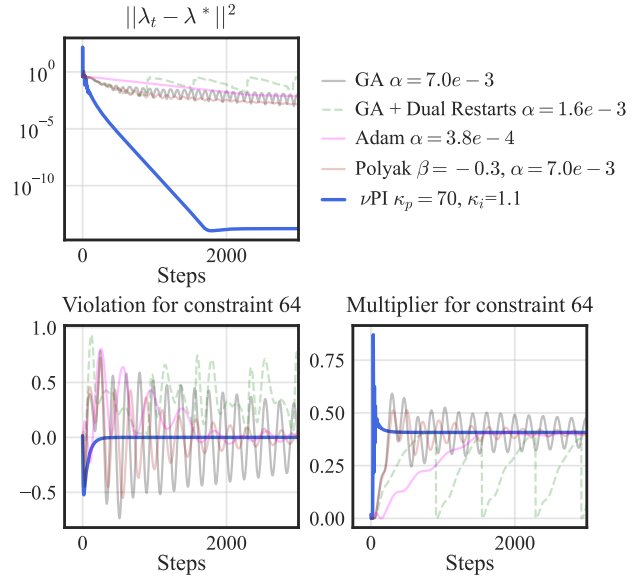 ||λ_t − λ*||²
10⁰
10⁻⁵
10⁻¹⁰
0 2000
Steps
GA α = 7.0e − 3
GA + Dual Restarts α = 1.6e − 3
Adam α = 3.8e − 4
Polyak β = − 0.3, α = 7.0e − 3
νPI κ_p = 70, κ_i=1.1
Violation for constraint 64
1.0
0.5
0.0
−0.5
0 2000
Steps
Multiplier for constraint 64
0.75
0.50
0.25
0.00
0 2000
Steps